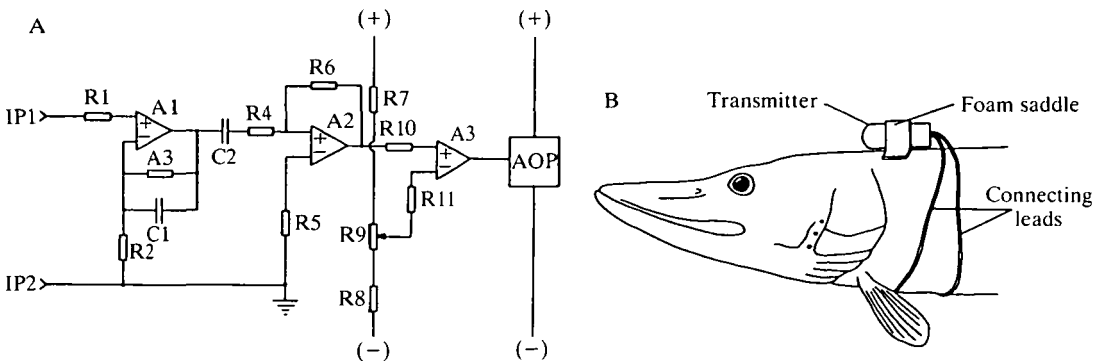 A
(+)
(+)
R6
R7
IP1
R1
A1
R4
A2
R10
A3
A3
C2
AOP
C1
R11
R2
R5
R9
IP2
R8
(−)
(−)
B
Transmitter
Foam saddle
Connecting
leads